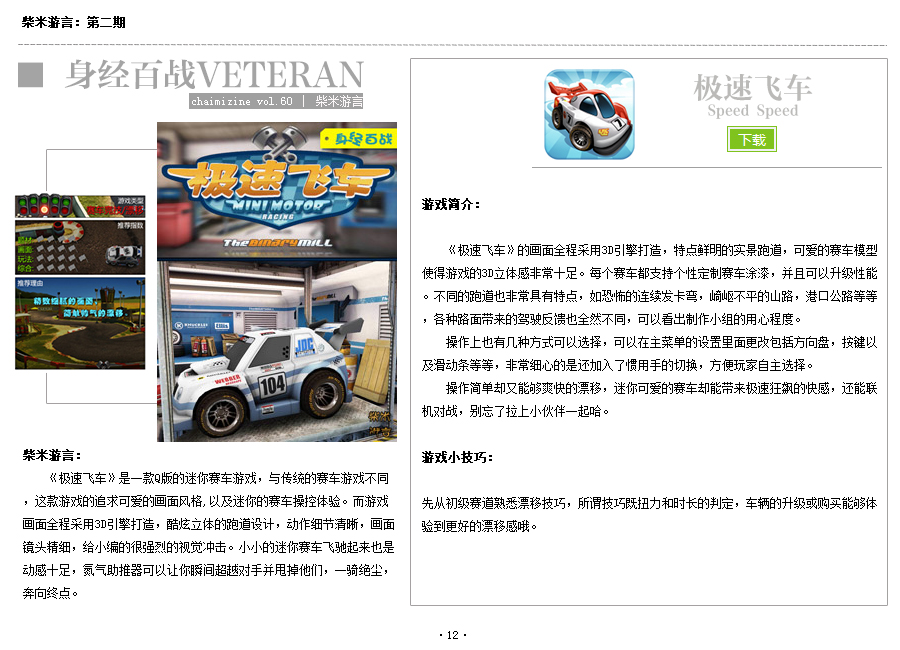 柴米游言：第二期
身经百战VETERAN
chaimizine vol.60 | 柴米游言
身经百战
极速飞车
MINI MOTOR
RACING
THEBINARYMILL
游戏类型
推荐指数
题材:
画面:
玩法:
综合:
推荐理由
精致细腻的画面，
104
柴米
游言
柴米游言：
《极速飞车》是一款Q版的迷你赛车游戏，与传统的赛车游戏不同
，这款游戏的追求可爱的画面风格,以及迷你的赛车操控体验。而游戏
画面全程采用3D引擎打造，酷炫立体的跑道设计，动作细节清晰，画面
镜头精细，给小编的很强烈的视觉冲击。小小的迷你赛车飞驰起来也是
动感十足，氮气助推器可以让你瞬间超越对手并甩掉他们，一骑绝尘，
奔向终点。
极速飞车
Speed Speed
下载
游戏简介：
《极速飞车》的画面全程采用3D引擎打造，特点鲜明的实景跑道，可爱的赛车模型
使得游戏的3D立体感非常十足。每个赛车都支持个性定制赛车涂漆，并且可以升级性能
。不同的跑道也非常具有特点，如恐怖的连续发卡弯，崎岖不平的山路，港口公路等等
，各种路面带来的驾驶反馈也全然不同，可以看出制作小组的用心程度。
操作上也有几种方式可以选择，可以在主菜单的设置里面更改包括方向盘，按键以
及滑动条等等，非常细心的是还加入了惯用手的切换，方便玩家自主选择。
操作简单却又能够爽快的漂移，迷你可爱的赛车却能带来极速狂飙的快感，还能联
机对战，别忘了拉上小伙伴一起哈。
游戏小技巧：
先从初级赛道熟悉漂移技巧，所谓技巧既扭力和时长的判定，车辆的升级或购买能够体
验到更好的漂移感哦。
·12·